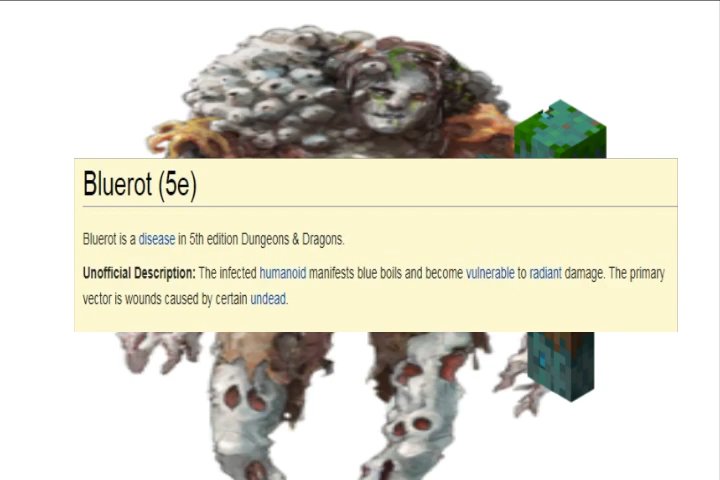 Bluerot (5e)
Bluerot is a disease in 5th edition Dungeons & Dragons.
Unofficial Description: The infected humanoid manifests blue boils and become vulnerable to radiant damage. The primary
vector is wounds caused by certain undead.